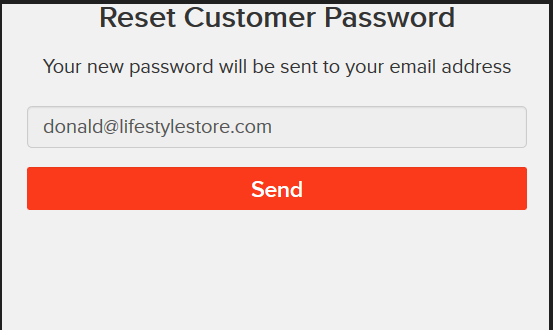 Reset Customer Password
Your new password will be sent to your email address
donald@lifestylestore.com
Send